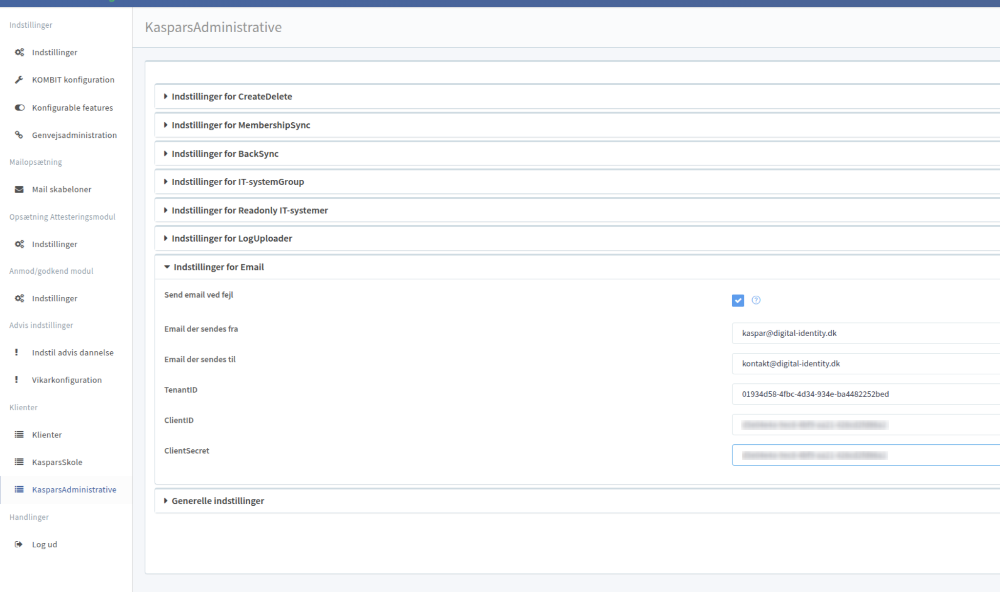 Indstillinger
Indstillinger
KOMBIT konfiguration
Konfigurable features
Genvejsadministration
Mailopsætning
Mail skabeloner
Opsætning Attesteringsmodul
Indstillinger
Anmod/godkend modul
Indstillinger
Advis indstillinger
Indstil advis dannelse
Vikarkonfiguration
Klienter
Klienter
KasparsSkole
KasparsAdministrative
Handlinger
Log ud
KasparsAdministrative
Indstillinger for CreateDelete
Indstillinger for MembershipSync
Indstillinger for BackSync
Indstillinger for IT-systemGroup
Indstillinger for Readonly IT-systemer
Indstillinger for LogUploader
Indstillinger for Email
Send email ved fejl
Email der sendes fra kaspar@digital-identity.dk
Email der sendes til kontakt@digital-identity.dk
TenantID 01934d58-4fbc-4d34-934e-ba4482252bed
ClientID
ClientSecret
Generelle indstillinger